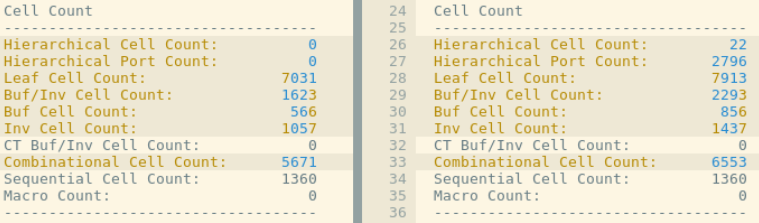 Cell Count
-----------------------------------
Hierarchical Cell Count: 0
Hierarchical Port Count: 0
Leaf Cell Count: 7031
Buf/Inv Cell Count: 1623
Buf Cell Count: 566
Inv Cell Count: 1057
CT Buf/Inv Cell Count: 0
Combinational Cell Count: 5671
Sequential Cell Count: 1360
Macro Count: 0
-----------------------------------
24 Cell Count
25 -----------------------------------
26 Hierarchical Cell Count: 22
27 Hierarchical Port Count: 2796
28 Leaf Cell Count: 7913
29 Buf/Inv Cell Count: 2293
30 Buf Cell Count: 856
31 Inv Cell Count: 1437
32 CT Buf/Inv Cell Count: 0
33 Combinational Cell Count: 6553
34 Sequential Cell Count: 1360
35 Macro Count: 0
36 -----------------------------------